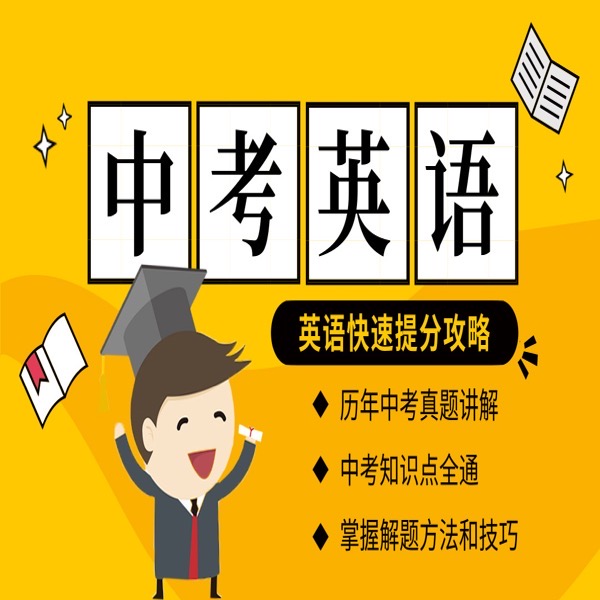 中考英语
英语快速提分攻略
历年中考真题讲解
中考知识点全通
掌握解题方法和技巧